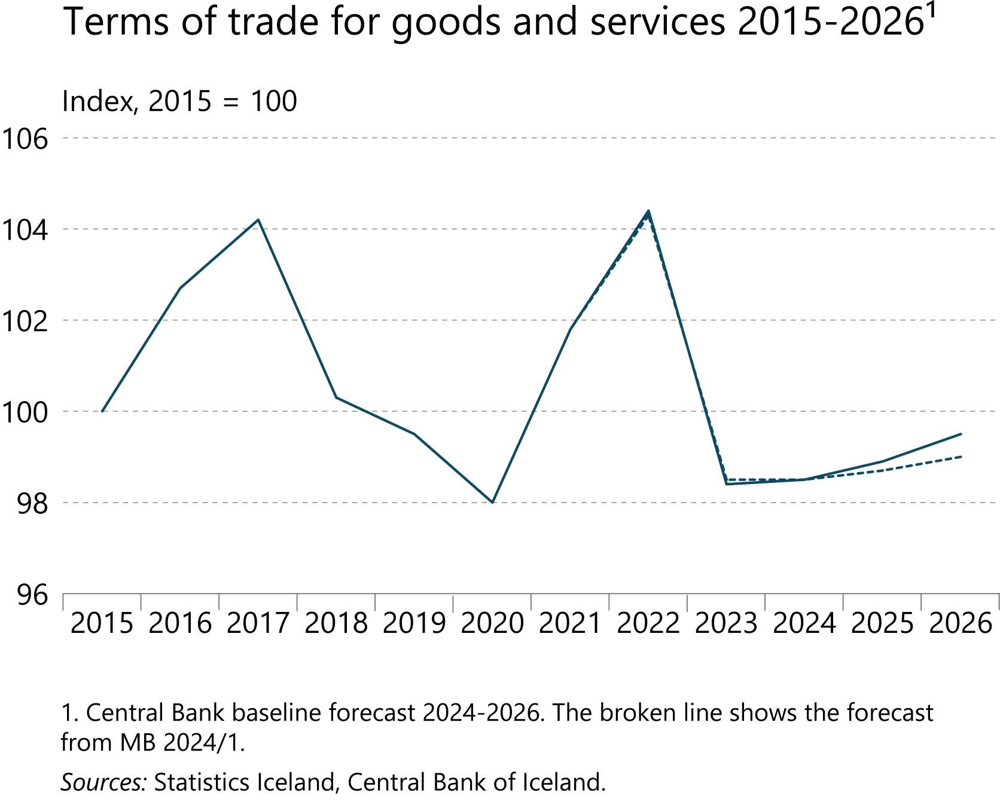 Terms of trade for goods and services 2015-2026¹
Index, 2015 = 100
106
104
102
100
98
96
2015 2016 2017 2018 2019 2020 2021 2022 2023 2024 2025 2026
1. Central Bank baseline forecast 2024-2026. The broken line shows the forecast
from MB 2024/1.
Sources: Statistics Iceland, Central Bank of Iceland.